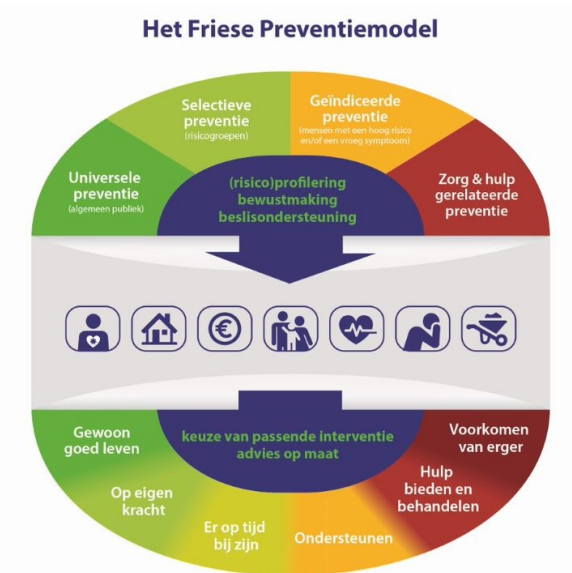 Het Friese Preventiemodel
Selectieve
preventie
(risicogroepen)
Geïndiceerde
preventie
(mensen met een hoog risico
en/of een vroeg symptoom)
Universele
preventie
(algemeen publiek)
(risico)profilering
bewustmaking
beslisondersteuning
Zorg & hulp
gerelateerde
preventie
€
Gewoon
goed leven
keuze van passende interventie
advies op maat
Voorkomen
van erger
Op eigen
kracht
Er op tijd
bij zijn
Ondersteunen
Hulp
bieden en
behandelen